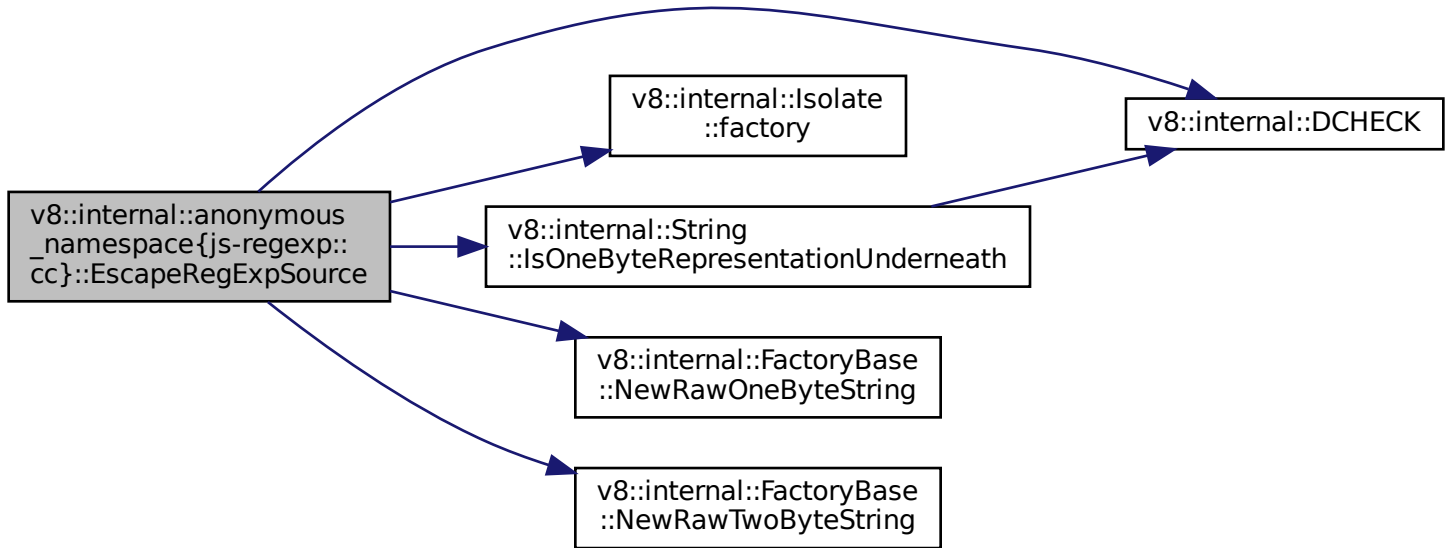 v8::internal::anonymous
_namespace{js-regexp::
cc}::EscapeRegExpSource
v8::internal::Isolate
::factory
v8::internal::DCHECK
v8::internal::String
::IsOneByteRepresentationUnderneath
v8::internal::FactoryBase
::NewRawOneByteString
v8::internal::FactoryBase
::NewRawTwoByteString